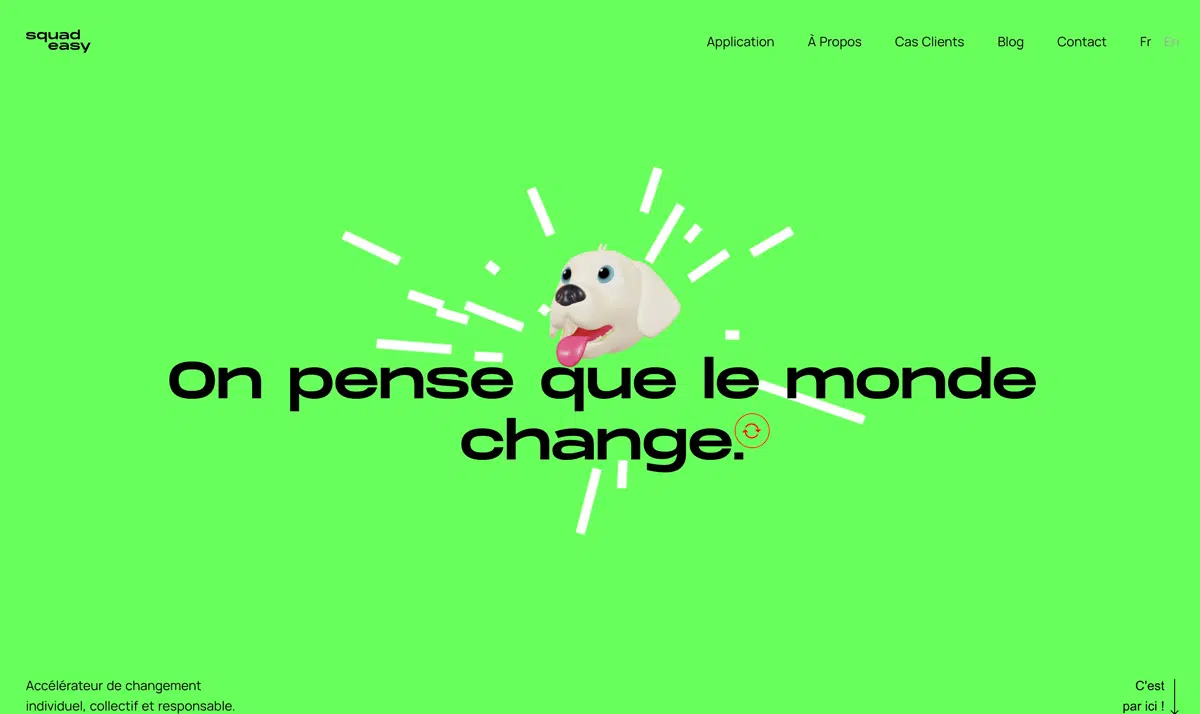 squad
easy
Application À Propos Cas Clients Blog Contact Fr En
On pense que le monde
change.
Accélérateur de changement
individuel, collectif et responsable.
C'est
par ici !